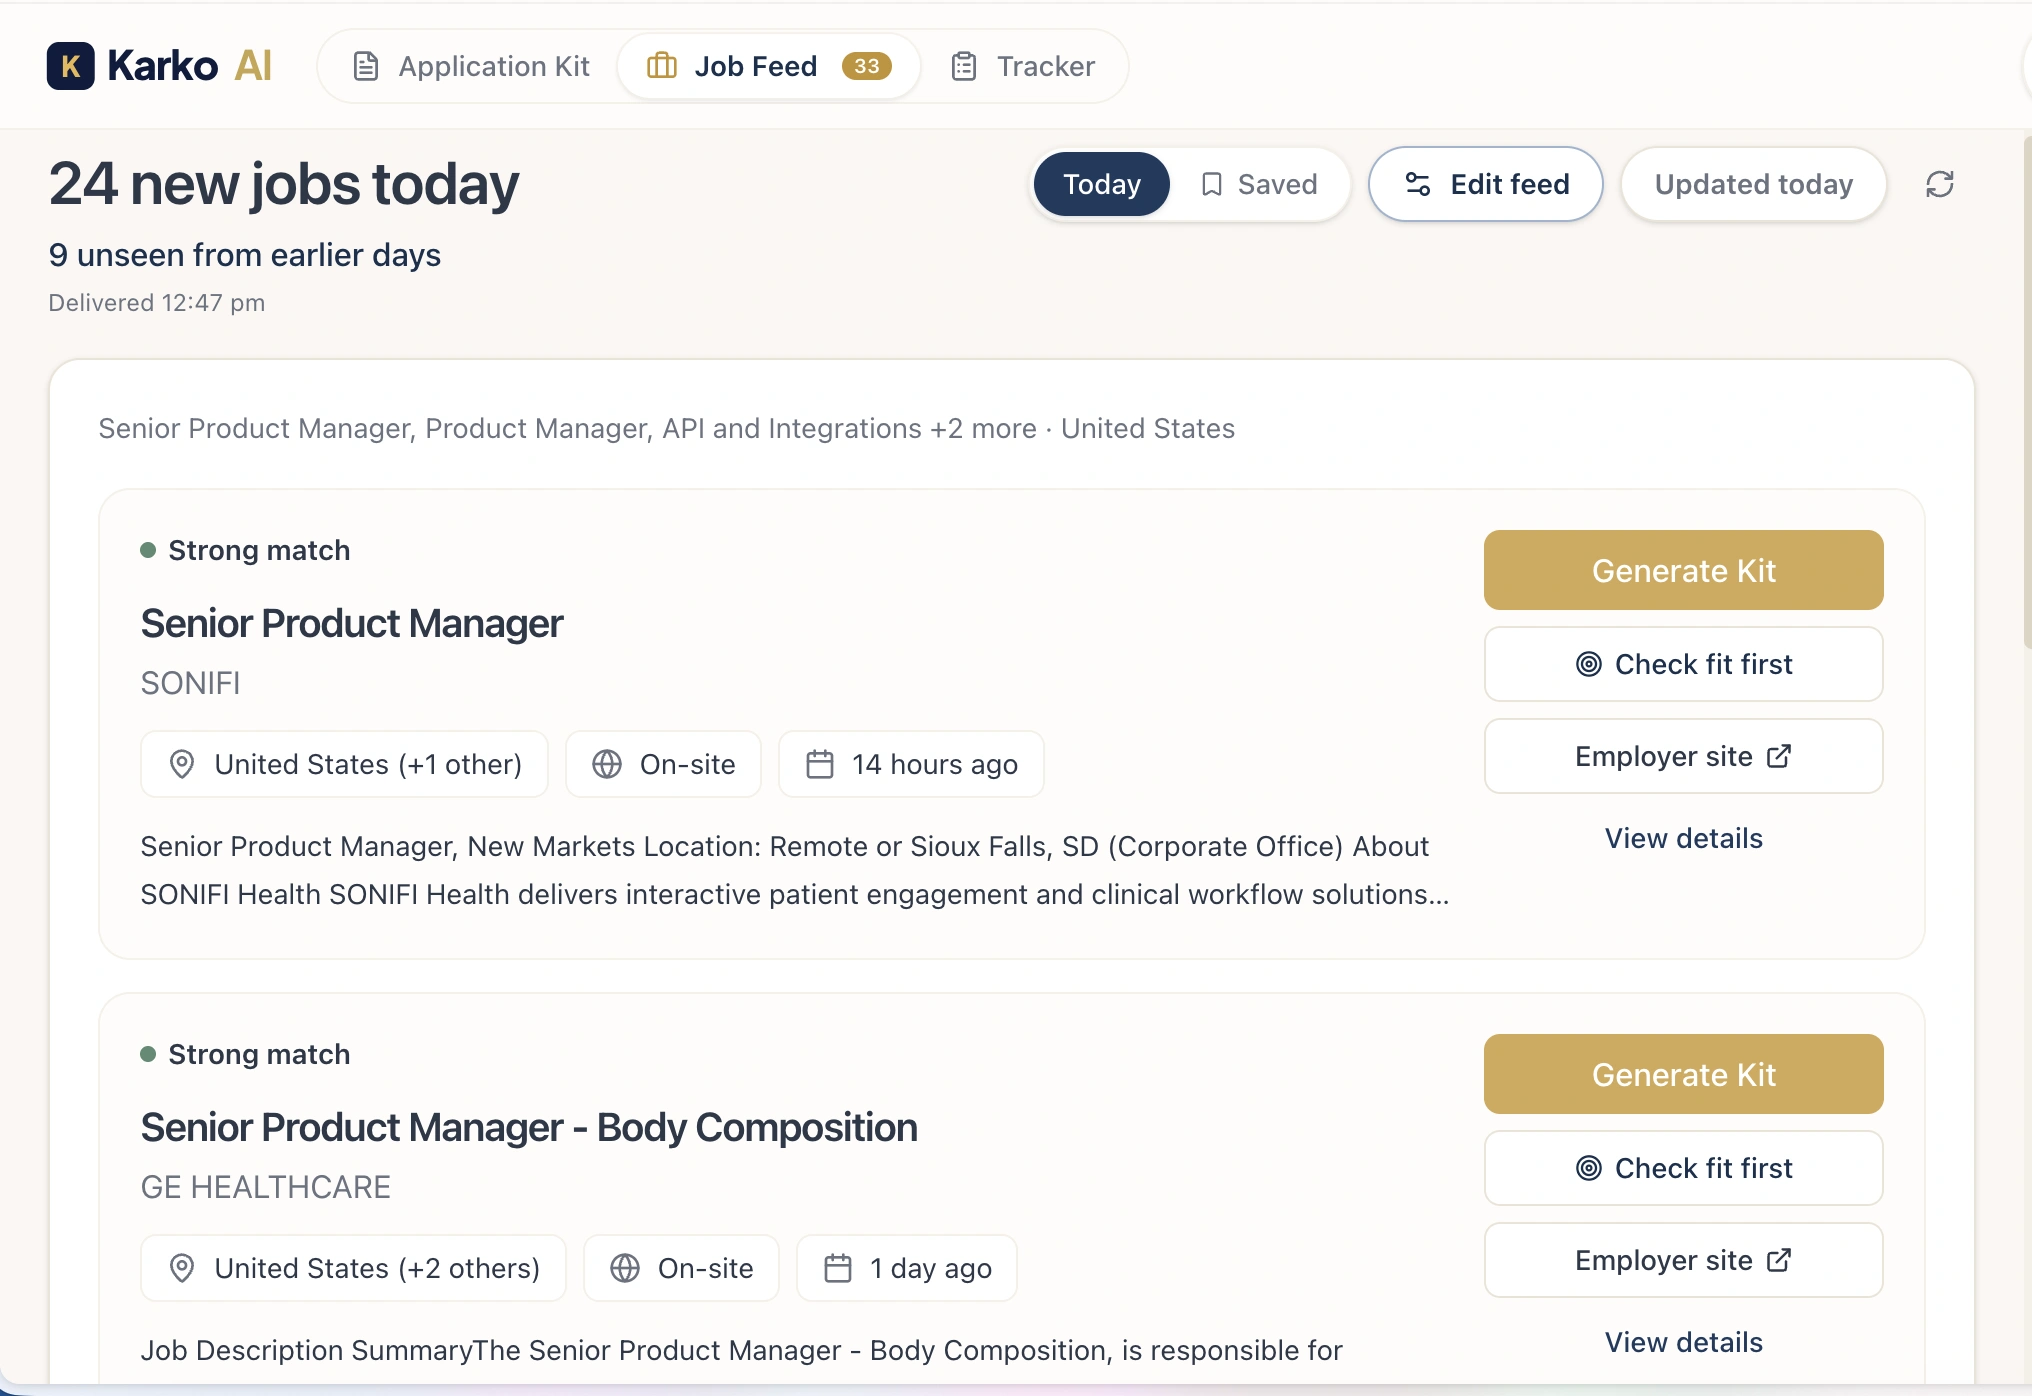 K Karko AI
Application Kit
Job Feed 33
Tracker
24 new jobs today
9 unseen from earlier days
Delivered 12:47 pm
Today
Saved
Edit feed
Updated today
Senior Product Manager, Product Manager, API and Integrations +2 more · United States
Strong match
Senior Product Manager
SONIFI
United States (+1 other)
On-site
14 hours ago
Senior Product Manager, New Markets Location: Remote or Sioux Falls, SD (Corporate Office) About
SONIFI Health SONIFI Health delivers interactive patient engagement and clinical workflow solutions...
Generate Kit
Check fit first
Employer site
View details
Strong match
Senior Product Manager - Body Composition
GE HEALTHCARE
United States (+2 others)
On-site
1 day ago
Job Description SummaryThe Senior Product Manager - Body Composition, is responsible for
Generate Kit
Check fit first
Employer site
View details